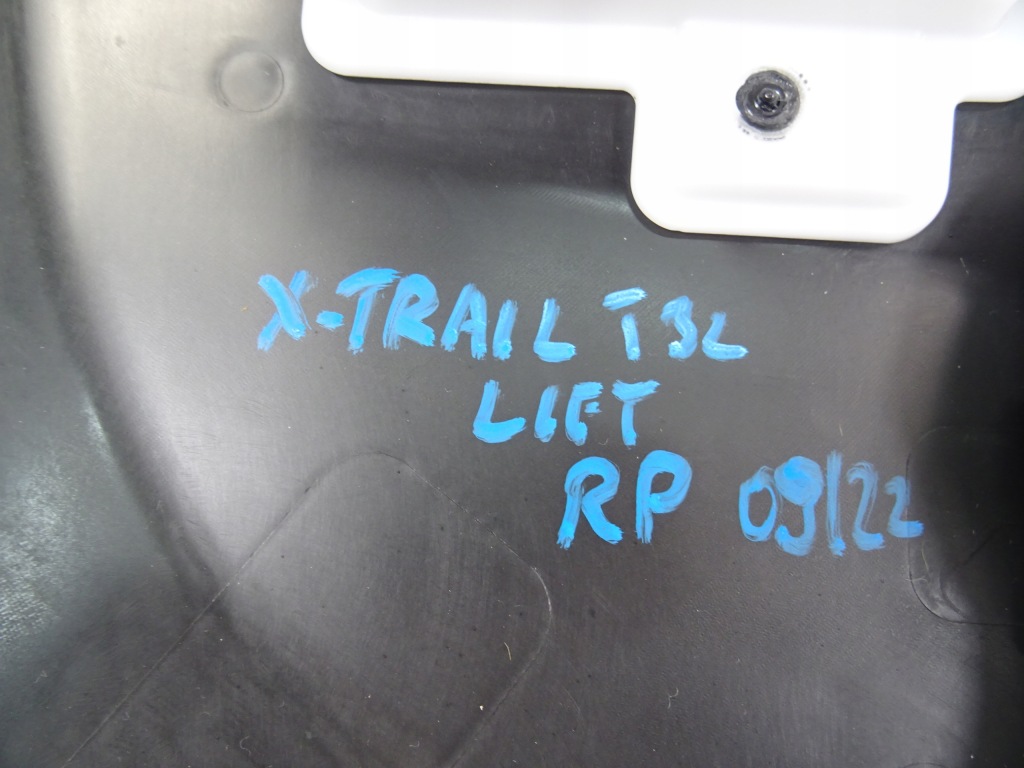 X-TRAIL T32
LIFT
RP 09/22